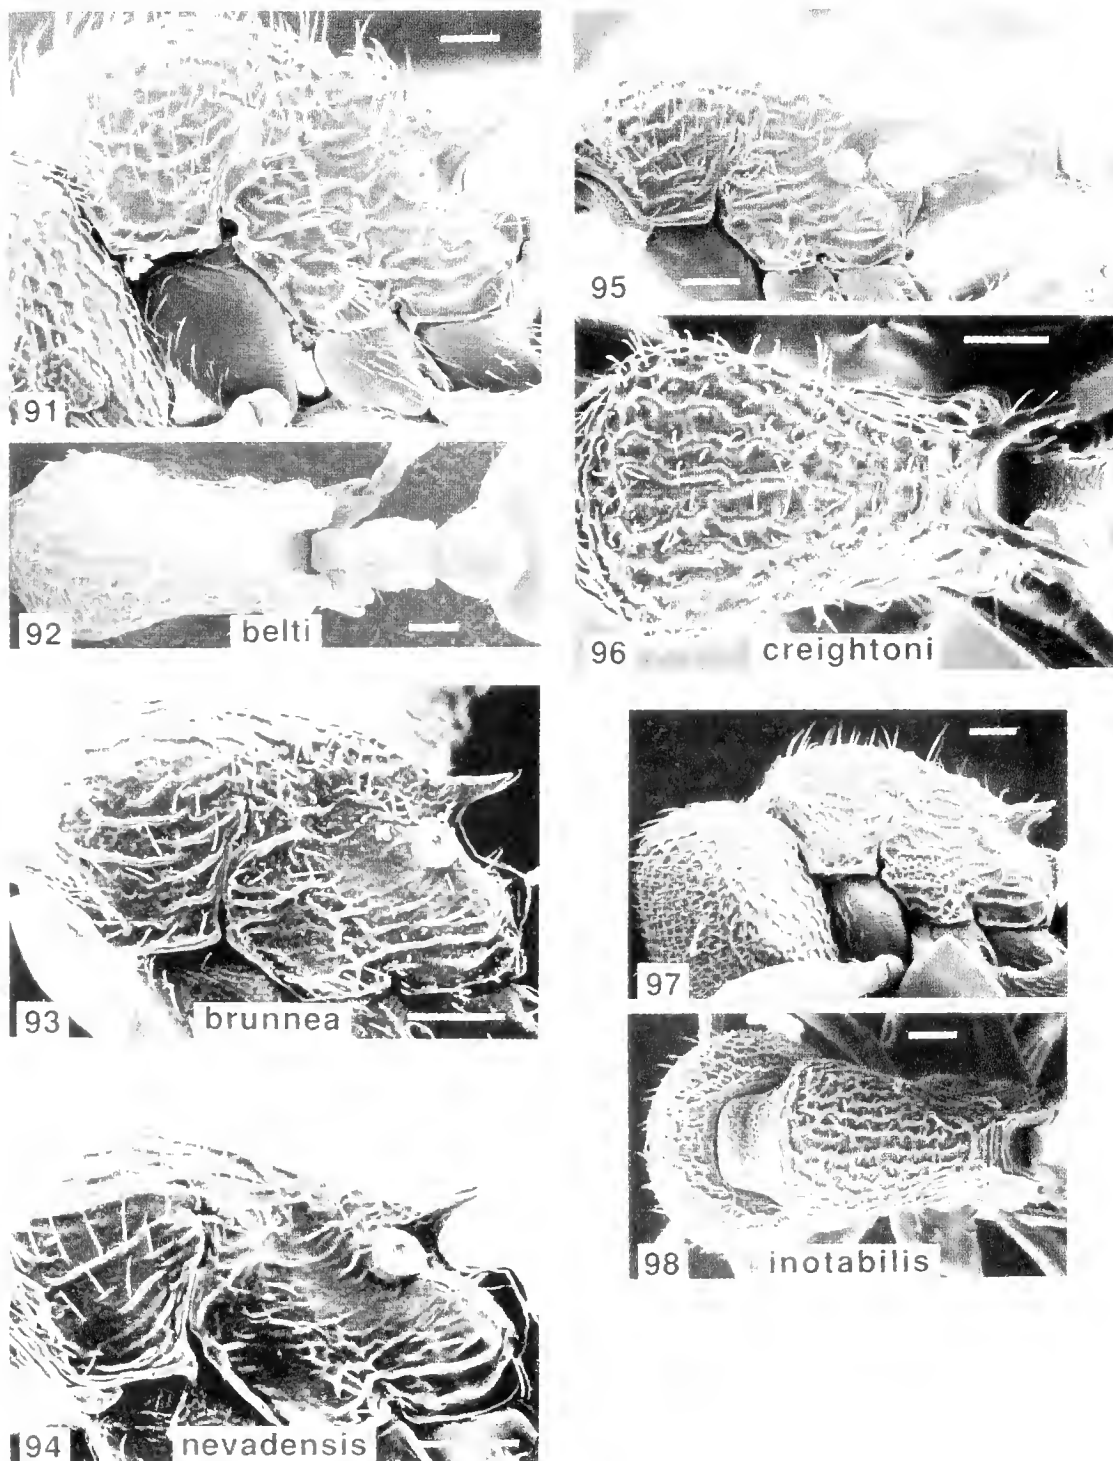 91
92 belti
93 brunnea
94 nevadensis
95
96 creightoni
97
98 inotabilis